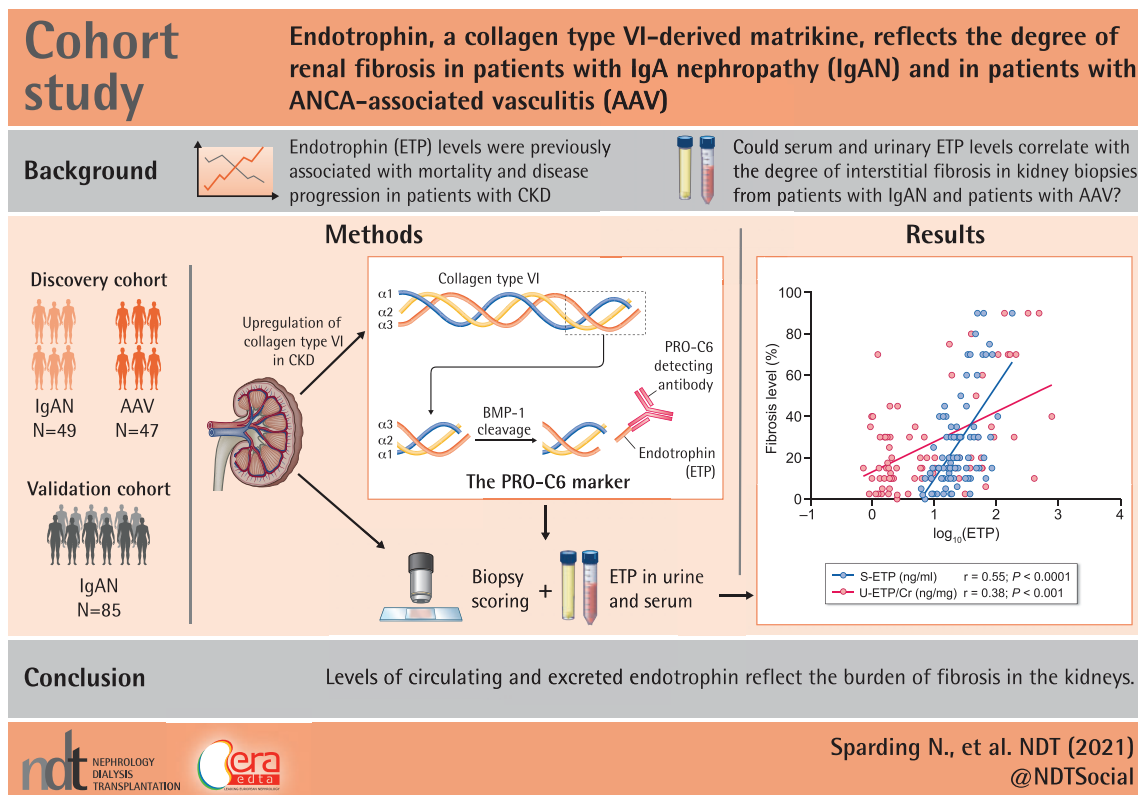 Cohort
study
Endotrophin, a collagen type VI-derived matrikine, reflects the degree of
renal fibrosis in patients with IgA nephropathy (IgAN) and in patients with
ANCA-associated vasculitis (AAV)
Background
Endotrophin (ETP) levels were previously
associated with mortality and disease
progression in patients with CKD
Could serum and urinary ETP levels correlate with
the degree of interstitial fibrosis in kidney biopsies
from patients with IgAN and patients with AAV?
Methods
Discovery cohort
IgAN
N=49
AAV
N=47
Validation cohort
IgAN
N=85
Upregulation of
collagen type VI
in CKD
Collagen type VI
α1
α2
α3
PRO-C6
detecting
antibody
α3
α2
α1
BMP-1
cleavage
Endotrophin
(ETP)
The PRO-C6 marker
Biopsy
scoring
+
ETP in urine
and serum
Results
Fibrosis level (%)
100
80
60
40
20
0
–1
0
1
2
3
4
log10(ETP)
S-ETP (ng/ml) r = 0.55; P < 0.0001
U-ETP/Cr (ng/mg) r = 0.38; P < 0.001
Conclusion
Levels of circulating and excreted endotrophin reflect the burden of fibrosis in the kidneys.
ndt
NEPHROLOGY
DIALYSIS
TRANSPLANTATION
era
edta
LEADING EUROPEAN NEPHROLOGY
Sparding N., et al. NDT (2021)
@NDTSocial